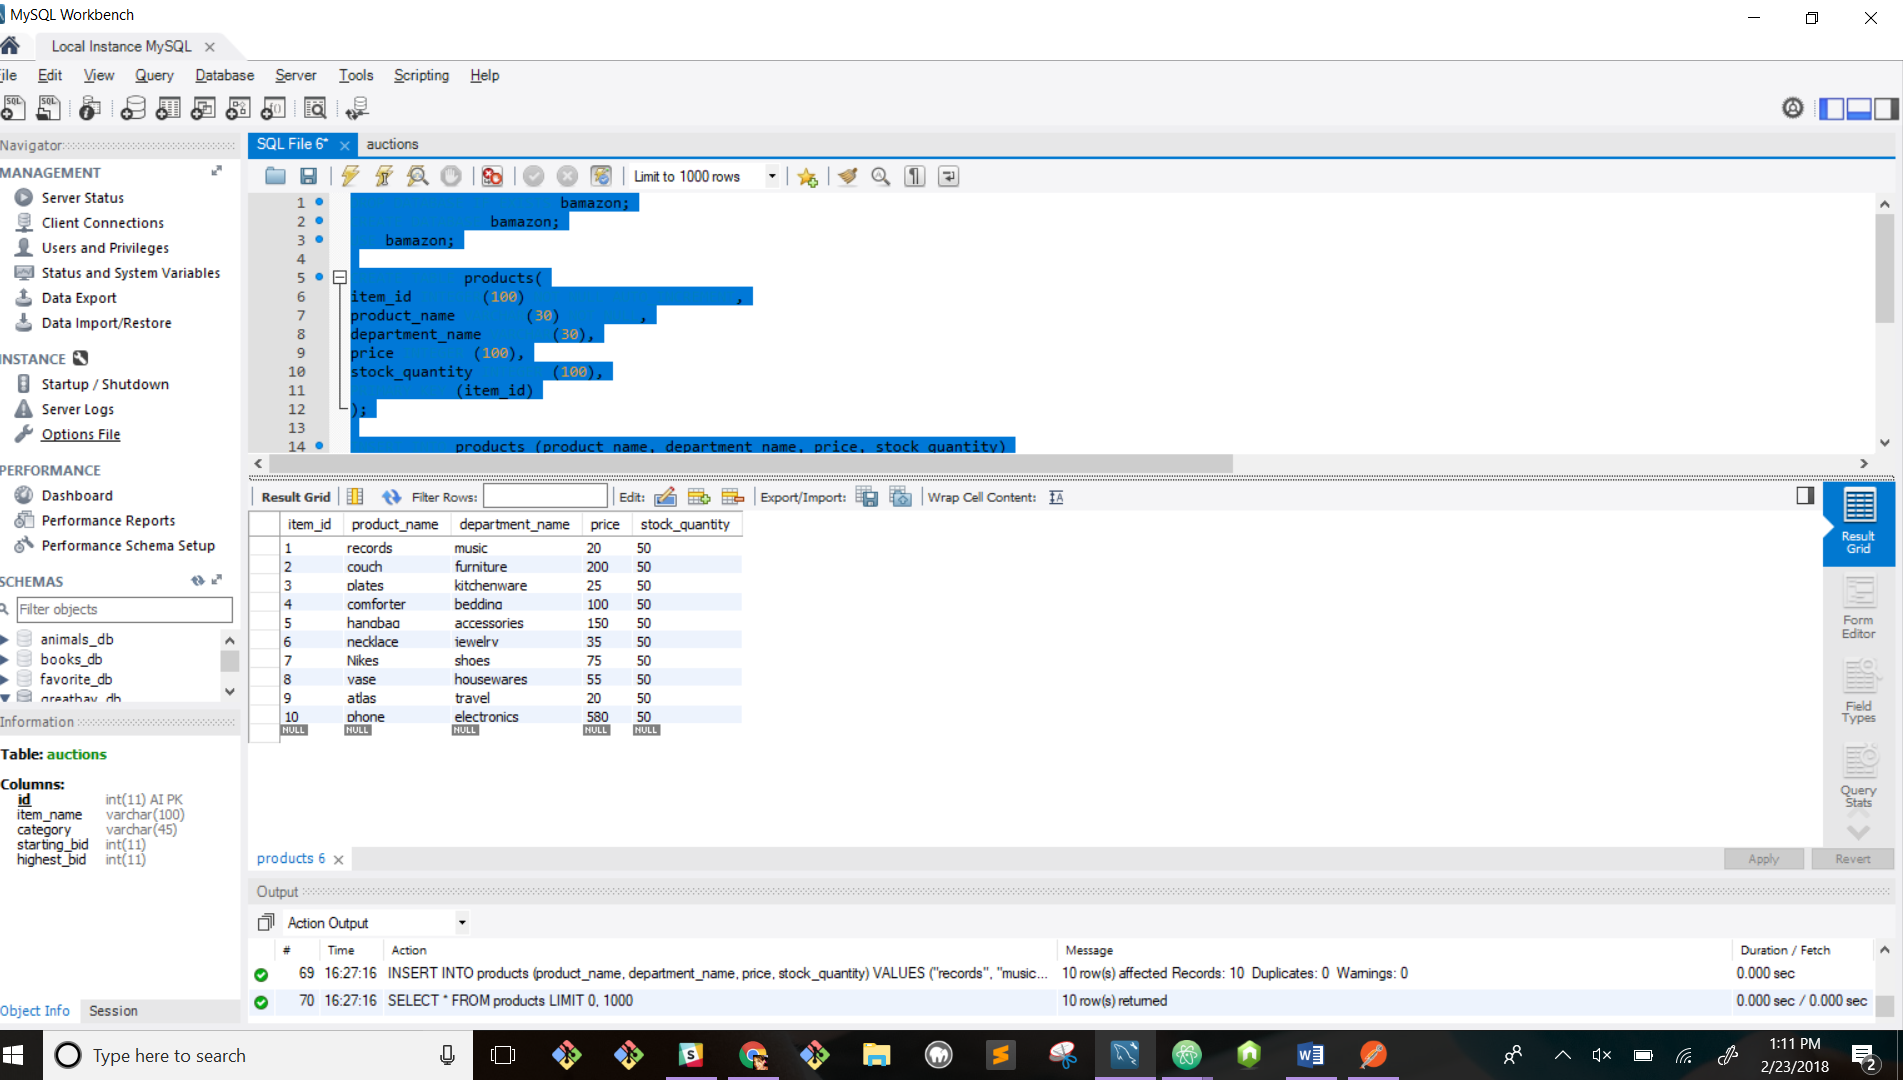 MySQL Workbench
Local Instance MySQL
ile Edit View Query Database Server Tools Scripting Help
Navigator
SQL File 6* auctions
MANAGEMENT
Server Status
Client Connections
Users and Privileges
Status and System Variables
Data Export
Data Import/Restore
INSTANCE
Startup / Shutdown
Server Logs
Options File
PERFORMANCE
Dashboard
Performance Reports
Performance Schema Setup
SCHEMAS
Filter objects
animals_db
books_db
favorite_db
greatbay_db
Information
Table: auctions
Columns:
id int(11) AI PK
item_name varchar(100)
category varchar(45)
starting_bid int(11)
highest_bid int(11)
Object Info Session
Limit to 1000 rows
1 bamazon;
2 bamazon;
3 bamazon;
4
5 products(
6 item_id (100) ,
7 product_name (30) ,
8 department_name (30),
9 price (100),
10 stock_quantity (100),
11 (item_id)
12 );
13
14 products (product_name, department_name, price, stock_quantity)
Result Grid Filter Rows: Edit: Export/Import: Wrap Cell Content:
item_id product_name department_name price stock_quantity
1 records music 20 50
2 couch furniture 200 50
3 plates kitchenware 25 50
4 comforter bedding 100 50
5 handbag accessories 150 50
6 necklace jewelry 35 50
7 Nikes shoes 75 50
8 vase housewares 55 50
9 atlas travel 20 50
10 phone electronics 580 50
NULL NULL NULL NULL NULL
Result
Grid
Form
Editor
Field
Types
Query
Stats
products 6
Apply Revert
Output
Action Output
# Time Action Message Duration / Fetch
69 16:27:16 INSERT INTO products (product_name, department_name, price, stock_quantity) VALUES ("records", "music... 10 row(s) affected Records: 10 Duplicates: 0 Warnings: 0 0.000 sec
70 16:27:16 SELECT * FROM products LIMIT 0, 1000 10 row(s) returned 0.000 sec / 0.000 sec
Type here to search
1:11 PM
2/23/2018
2